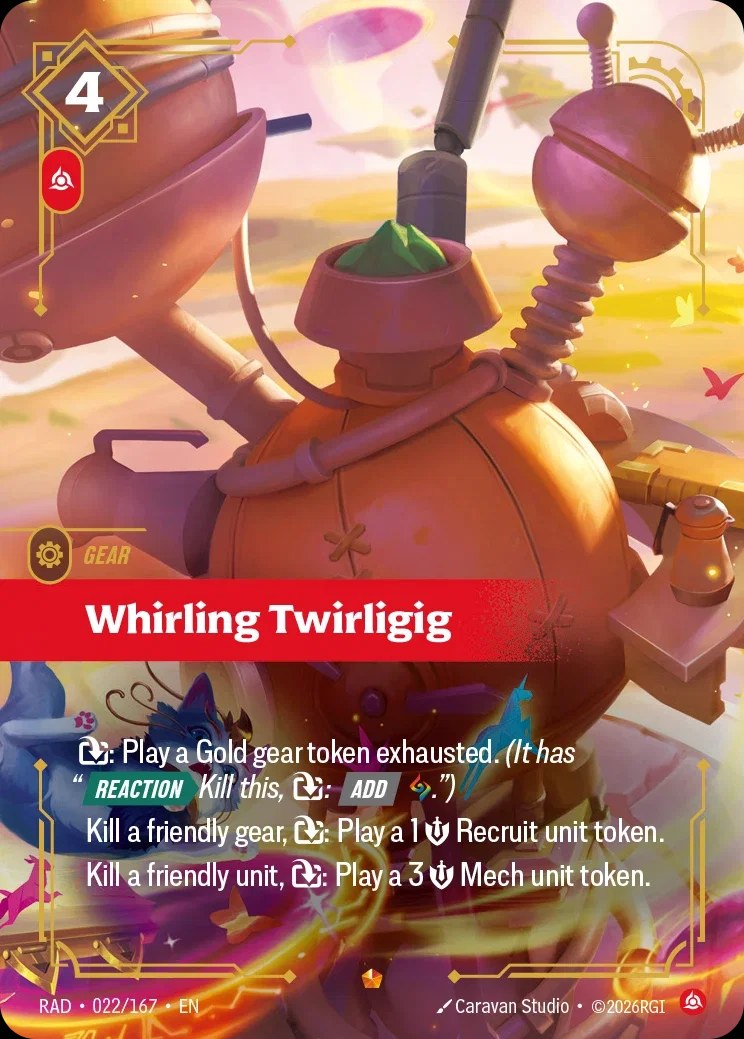 4
GEAR
Whirling Twirligig
: Play a Gold gear token exhausted. (It has
“ REACTION Kill this, : ADD .”)
Kill a friendly gear, : Play a 1 Recruit unit token.
Kill a friendly unit, : Play a 3 Mech unit token.
RAD • 022/167 • EN
Caravan Studio • ©2026RGI